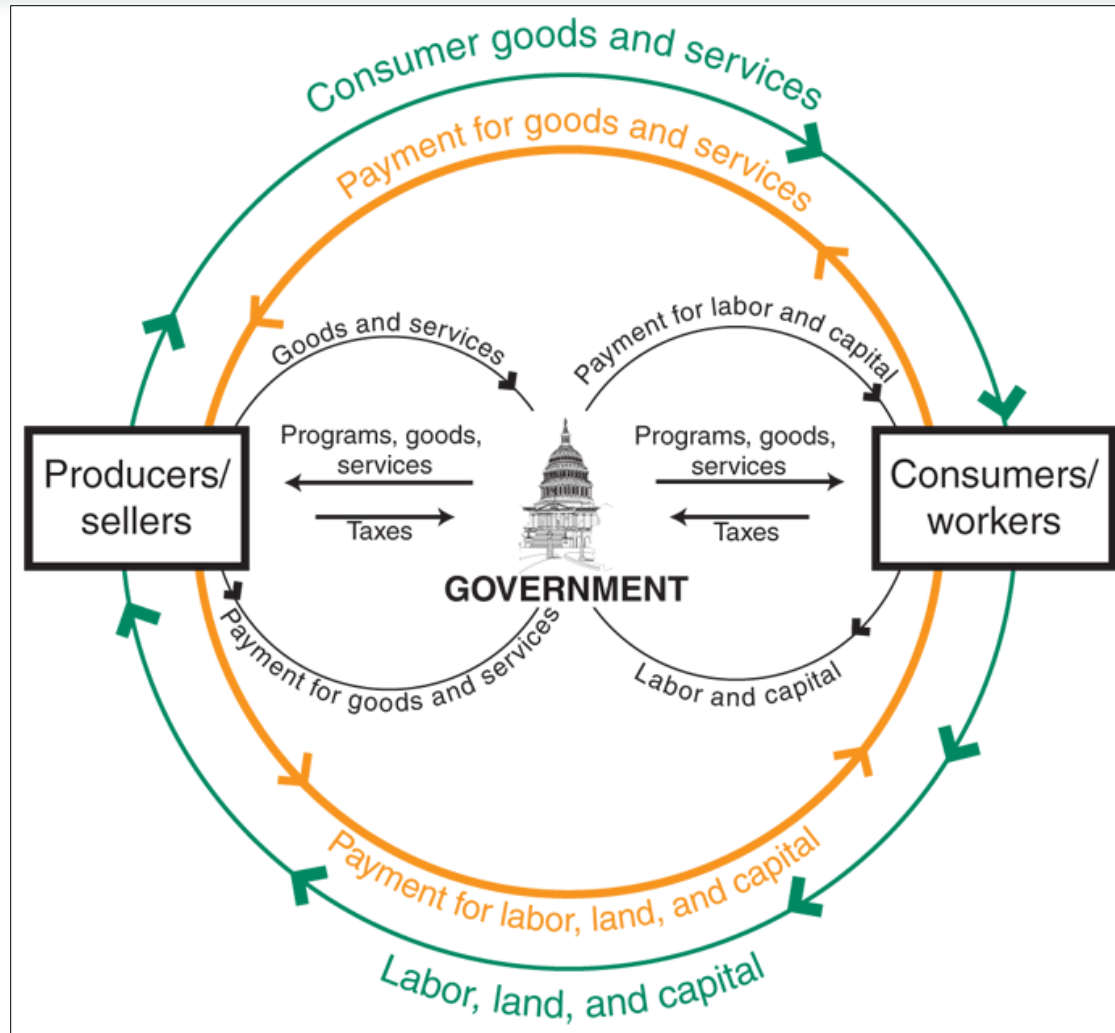 Consumer goods and services
Payment for goods and services
Goods and services
Payment for labor and capital
Programs, goods,
services
Taxes
Programs, goods,
services
Taxes
Producers/
sellers
Consumers/
workers
GOVERNMENT
Payment for goods and services
Labor and capital
Payment for labor, land, and capital
Labor, land, and capital